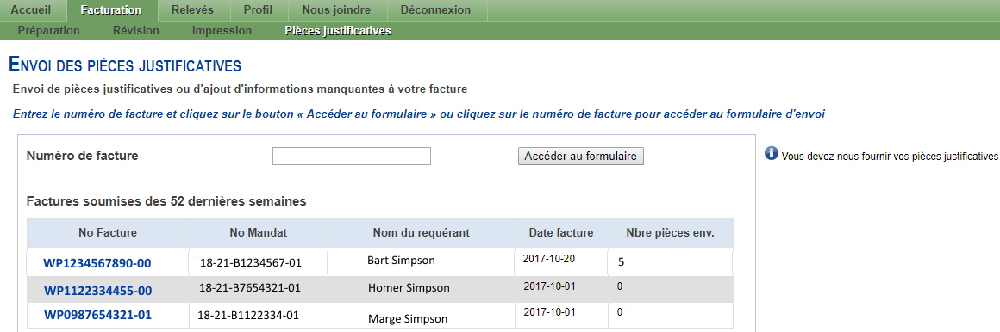 Accueil Facturation Relevés Profil Nous joindre Déconnexion
Préparation Révision Impression Pièces justificatives
Envoi des pièces justificatives
Envoi de pièces justificatives ou d'ajout d'informations manquantes à votre facture
Entrez le numéro de facture et cliquez sur le bouton « Accéder au formulaire » ou cliquez sur le numéro de facture pour accéder au formulaire d'envoi
Numéro de facture Accéder au formulaire Vous devez nous fournir vos pièces justificatives
Factures soumises des 52 dernières semaines
No Facture No Mandat Nom du requérant Date facture Nbre pièces env.
WP1234567890-00 18-21-B1234567-01 Bart Simpson 2017-10-20 5
WP1122334455-00 18-21-B7654321-01 Homer Simpson 2017-10-01 0
WP0987654321-01 18-21-B1122334-01 Marge Simpson 2017-10-01 0